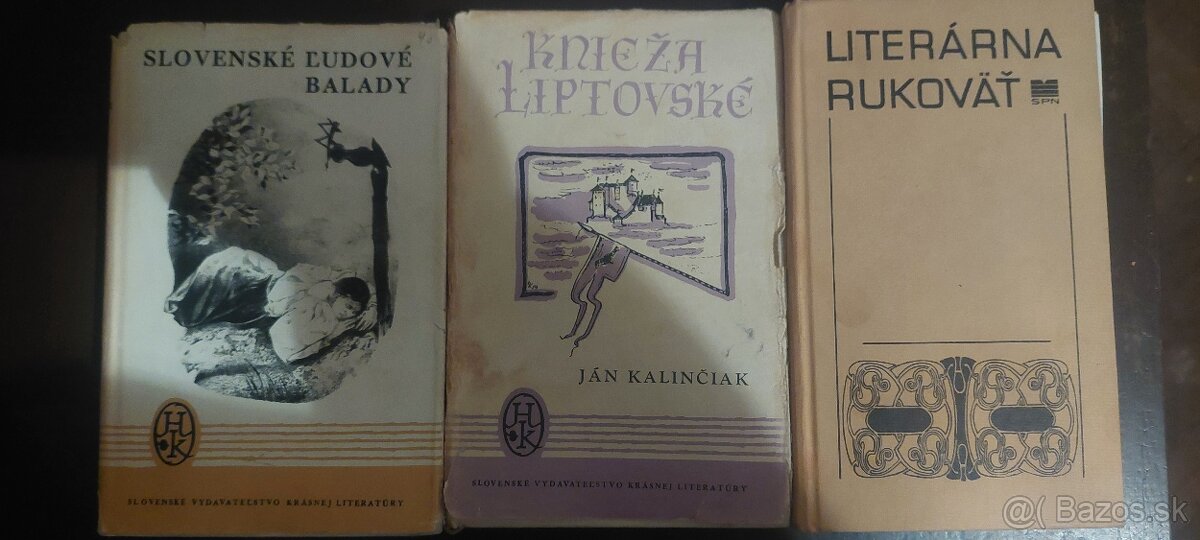 SLOVENSKÉ ĽUDOVÉ
BALADY
HK
SLOVENSKÉ VYDAVATEĽSTVO KRÁSNEJ LITERATÚRY
KNIEŽA
LIPTOVSKÉ
JÁN KALINČIAK
HK
SLOVENSKÉ VYDAVATEĽSTVO KRÁSNEJ LITERATÚRY
LITERÁRNA
RUKOVÄŤ
SPN
@( Bazos.sk